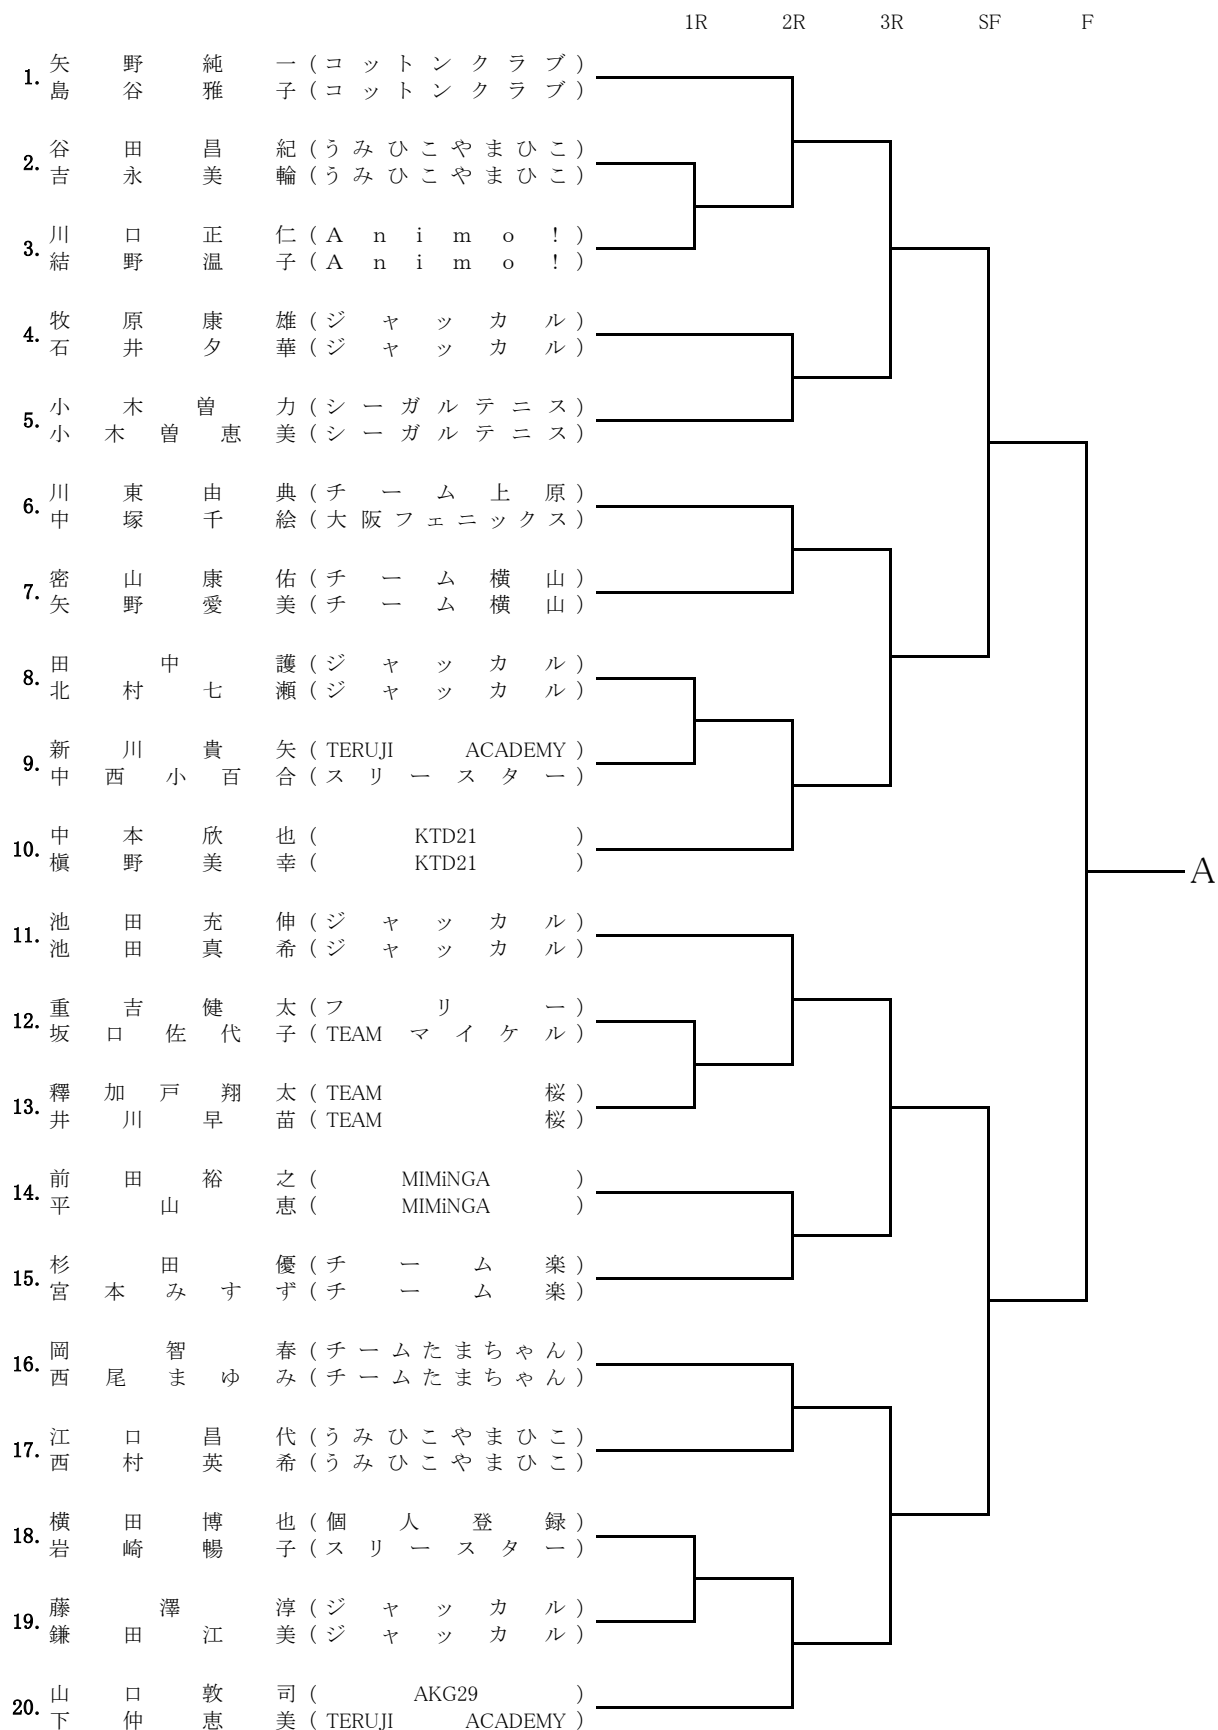 1R 2R 3R SF F
1. 矢野純一(コットンクラブ)
島谷雅子(コットンクラブ)
2. 谷田昌紀(うみひこやまひこ)
吉永美輪(うみひこやまひこ)
3. 川口正仁(Animo!)
結野温子(Animo!)
4. 牧原康雄(ジャッカル)
石井夕華(ジャッカル)
5. 小木曽力(シーガルテニス)
小木曽恵美(シーガルテニス)
6. 川東由典(チーム上原)
中塚千絵(大阪フェニックス)
7. 密山康佑(チーム横山)
矢野愛美(チーム横山)
8. 田中護(ジャッカル)
北村七瀬(ジャッカル)
9. 新川貴矢(TERUJI ACADEMY)
中西小百合(スリースター)
10. 中本欣也(KTD21)
槇野美幸(KTD21)
A
11. 池田充伸(ジャッカル)
池田真希(ジャッカル)
12. 重吉健太(フリー)
坂口佐代子(TEAMマイケル)
13. 釋加戸翔太(TEAM桜)
井川早苗(TEAM桜)
14. 前田裕之(MIMiNGA)
平山恵(MIMiNGA)
15. 杉田優(チーム楽)
宮本みすず(チーム楽)
16. 岡智春(チームたまちゃん)
西尾まゆみ(チームたまちゃん)
17. 江口昌代(うみひこやまひこ)
西村英希(うみひこやまひこ)
18. 横田博也(個人登録)
岩崎暢子(スリースター)
19. 藤澤淳(ジャッカル)
鎌田江美(ジャッカル)
20. 山口敦司(AKG29)
下仲恵美(TERUJI ACADEMY)